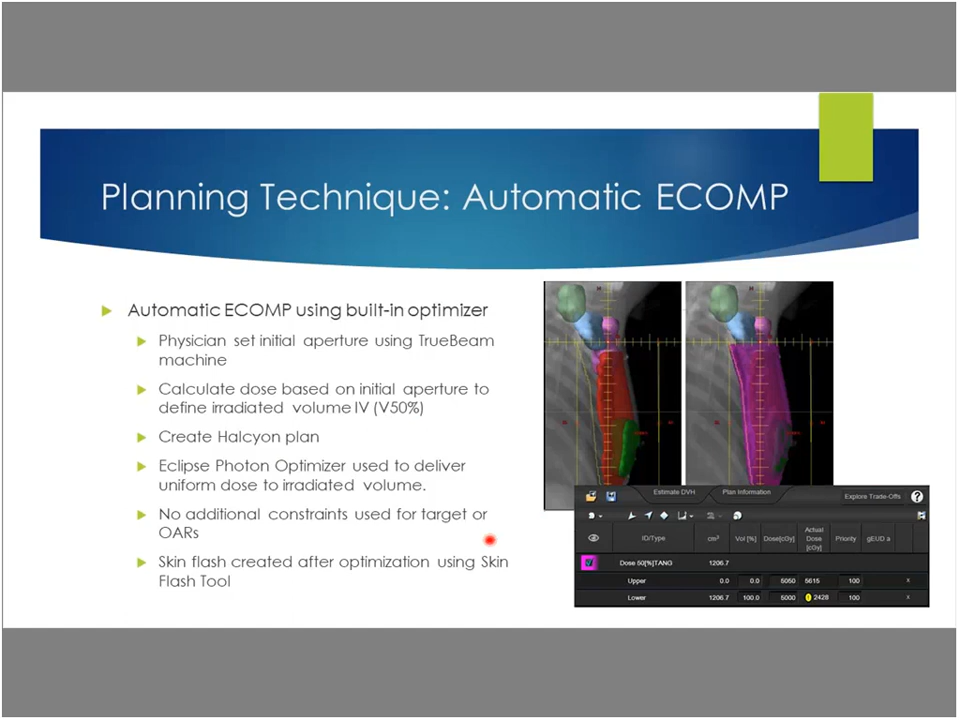 Planning Technique: Automatic ECOMP
Automatic ECOMP using built-in optimizer
Physician set initial aperture using TrueBeam
machine
Calculate dose based on initial aperture to
define irradiated volume IV (V50%)
Create Halcyon plan
Eclipse Photon Optimizer used to deliver
uniform dose to irradiated volume.
No additional constraints used for target or
OARs
Skin flash created after optimization using Skin
Flash Tool
Estimate DVH Plan Information Explore Trade-Offs ?
ID/Type cm³ Vol [%] Dose[cGy] Actual Dose [cGy] Priority gEUD a
Dose 50[%]TANG 1206.7
Upper 0.0 0.0 5050 5615 100 x
Lower 1206.7 100.0 5000 2428 100 x